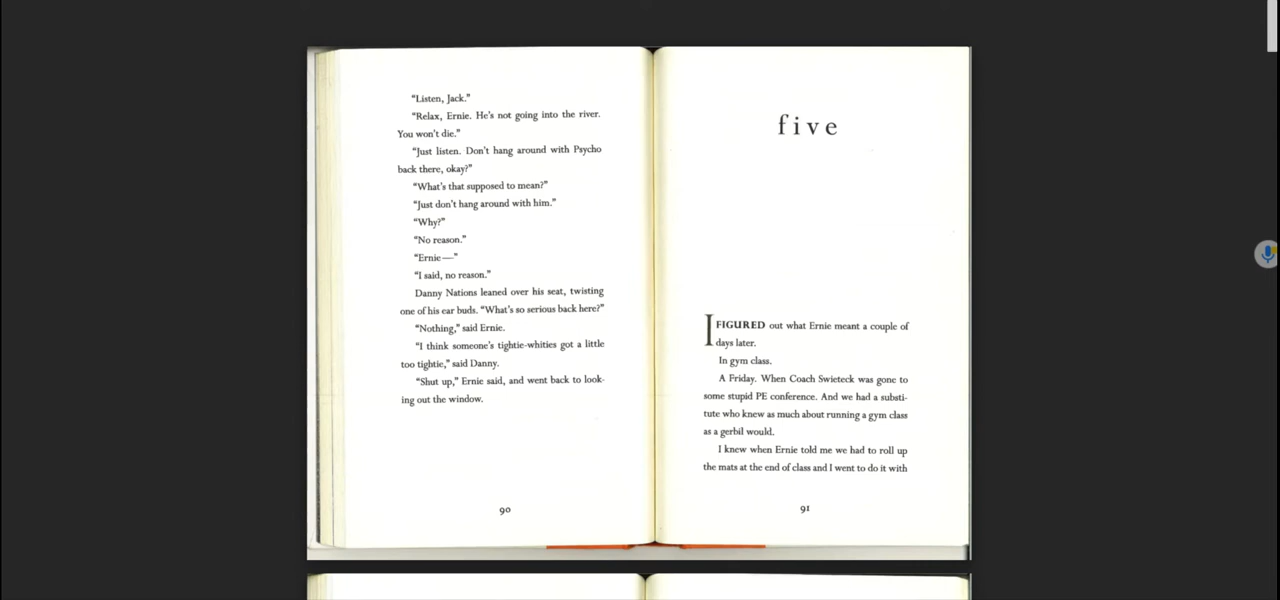 “Listen, Jack.”
“Relax, Ernie. He’s not going into the river.
You won’t die.”
“Just listen. Don’t hang around with Psycho
back there, okay?”
“What’s that supposed to mean?”
“Just don’t hang around with him.”
“Why?”
“No reason.”
“Ernie—”
“I said, no reason.”
Danny Nations leaned over his seat, twisting
one of his ear buds. “What’s so serious back here?”
“Nothing,” said Ernie.
“I think someone’s tightie-whities got a little
too tightie,” said Danny.
“Shut up,” Ernie said, and went back to look-
ing out the window.
90
five
I FIGURED out what Ernie meant a couple of
days later.
In gym class.
A Friday. When Coach Swieteck was gone to
some stupid PE conference. And we had a substi-
tute who knew as much about running a gym class
as a gerbil would.
I knew when Ernie told me we had to roll up
the mats at the end of class and I went to do it with
91